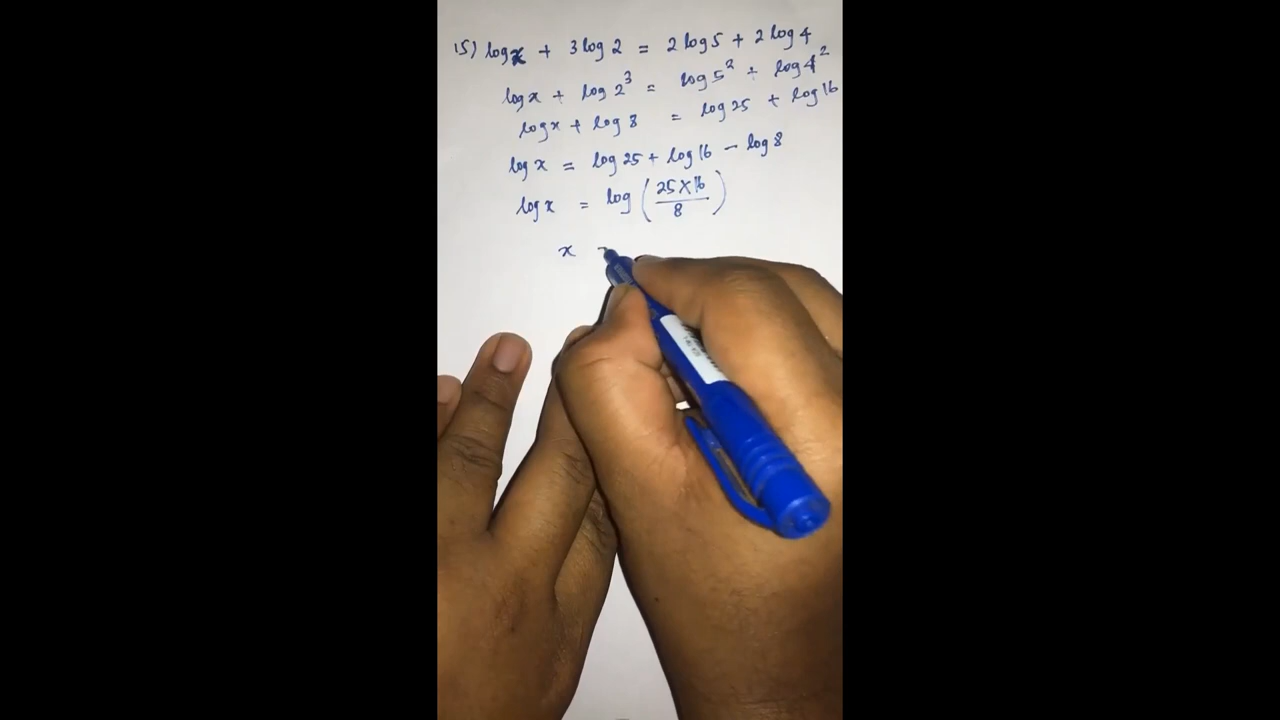 15) log x + 3 log 2 = 2 log 5 + 2 log 4
log x + log 2³ = log 5² + log 4²
log x + log 8 = log 25 + log 16
log x = log 25 + log 16 - log 8
log x = log (25 X 16 / 8)
x =